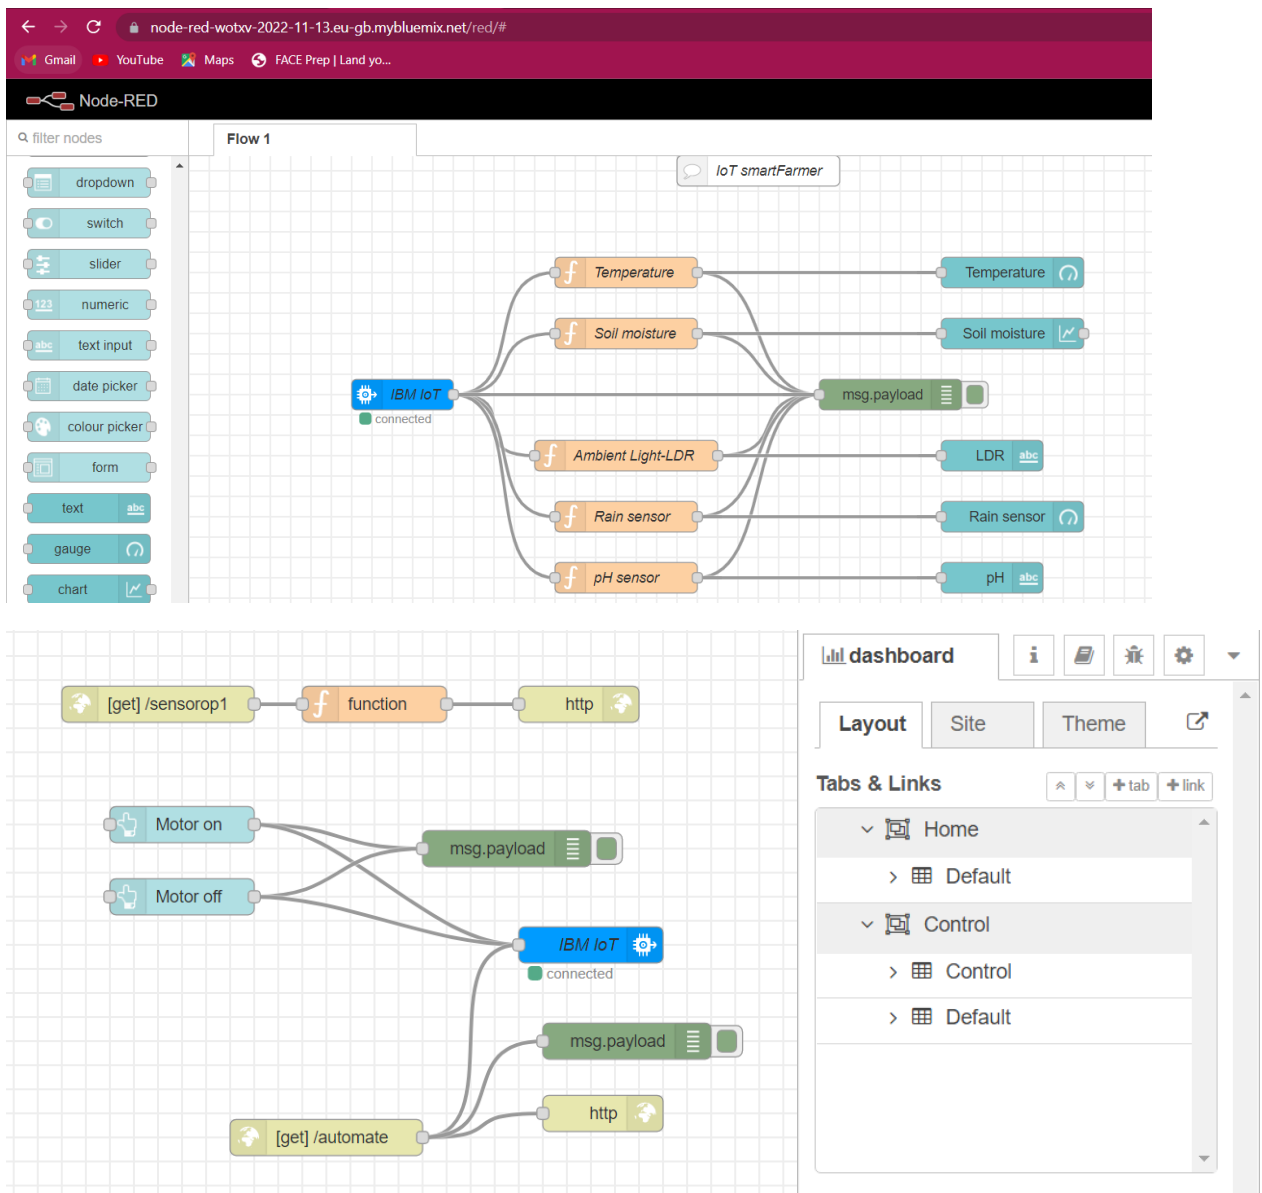 node-red-wotxv-2022-11-13.eu-gb.mybluemix.net/red/#
Gmail YouTube Maps FACE Prep | Land yo...
Node-RED
filter nodes
Flow 1
IoT smartFarmer
dropdown
switch
slider
123 numeric
abc text input
date picker
colour picker
form
text abc
gauge
chart
Temperature Temperature
Soil moisture Soil moisture
IBM IoT msg.payload
connected
Ambient Light-LDR LDR abc
Rain sensor Rain sensor
pH sensor pH abc
[get] /sensorop1 function http
Motor on
msg.payload
Motor off
IBM IoT
connected
msg.payload
http
[get] /automate
dashboard
Layout Site Theme
Tabs & Links +tab +link
Home
Default
Control
Control
Default